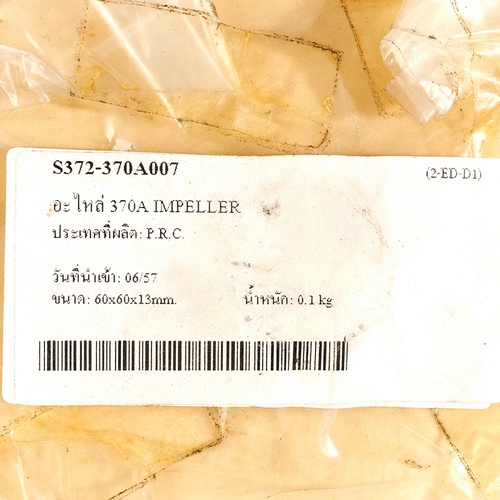 S372-370A007
(2-ED-D1)
อะไหล่ 370A IMPELLER
ประเทศที่ผลิต: P.R.C.
วันที่นำเข้า: 06/57
ขนาด: 60x60x13mm.
น้ำหนัก: 0.1 kg